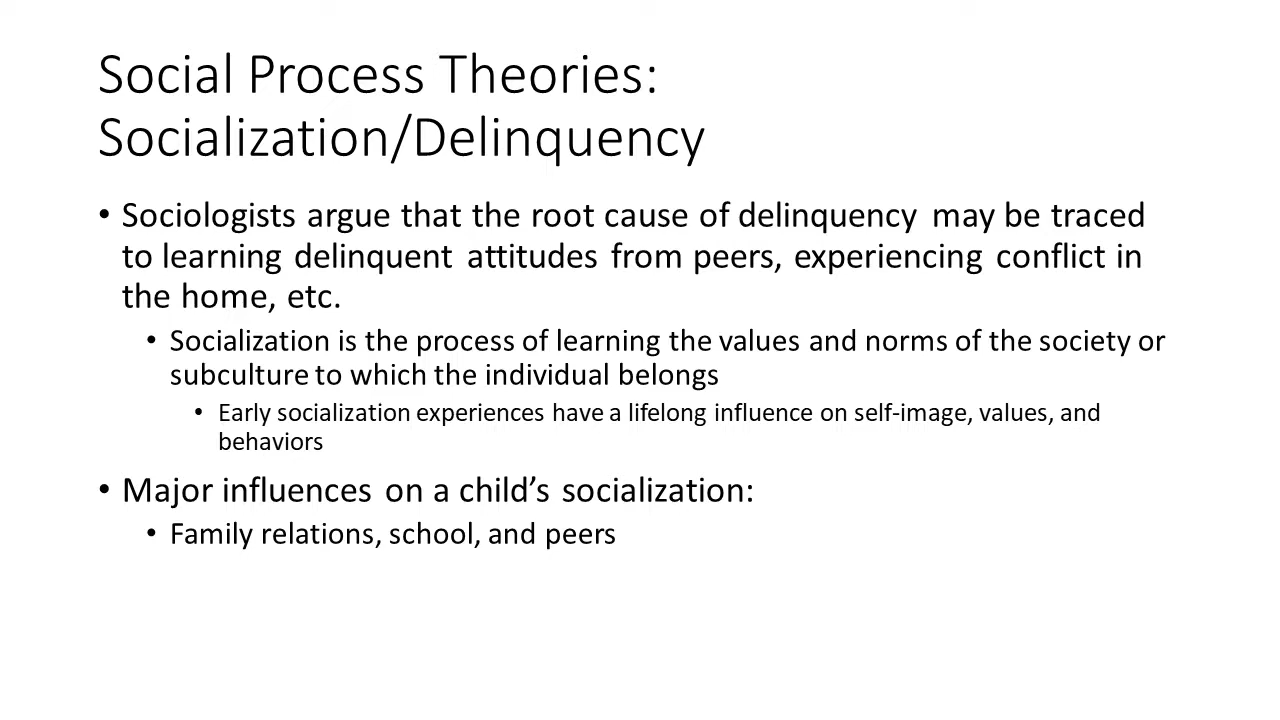 Social Process Theories:
Socialization/Delinquency
• Sociologists argue that the root cause of delinquency may be traced
to learning delinquent attitudes from peers, experiencing conflict in
the home, etc.
• Socialization is the process of learning the values and norms of the society or
subculture to which the individual belongs
• Early socialization experiences have a lifelong influence on self-image, values, and
behaviors
• Major influences on a child’s socialization:
• Family relations, school, and peers